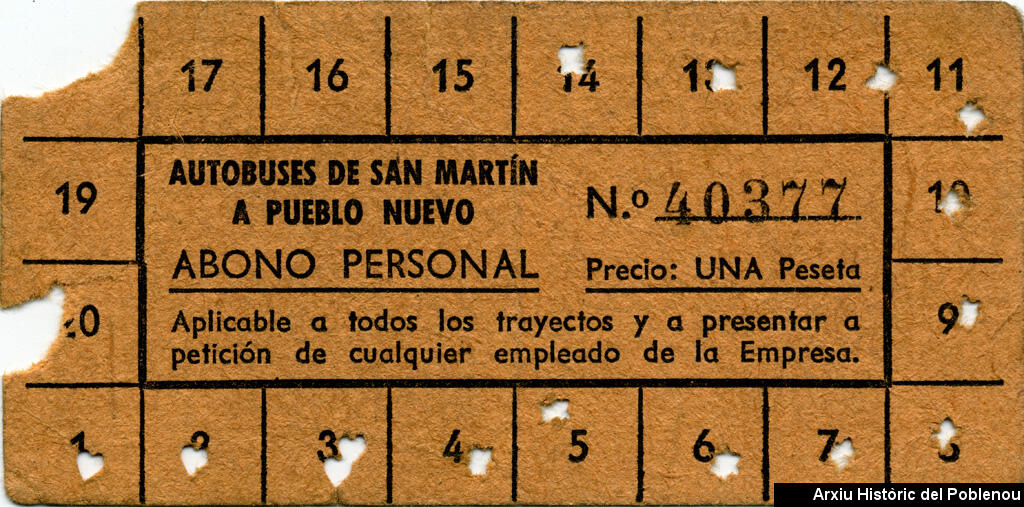 17 16 15 14 13 12 11
19
AUTOBUSES DE SAN MARTÍN
A PUEBLO NUEVO
N.º 40377
10
ABONO PERSONAL
Precio: UNA Peseta
20
Aplicable a todos los trayectos y a presentar a
9
petición de cualquier empleado de la Empresa.
1 2 3 4 5 6 7 8
Arxiu Històric del Poblenou